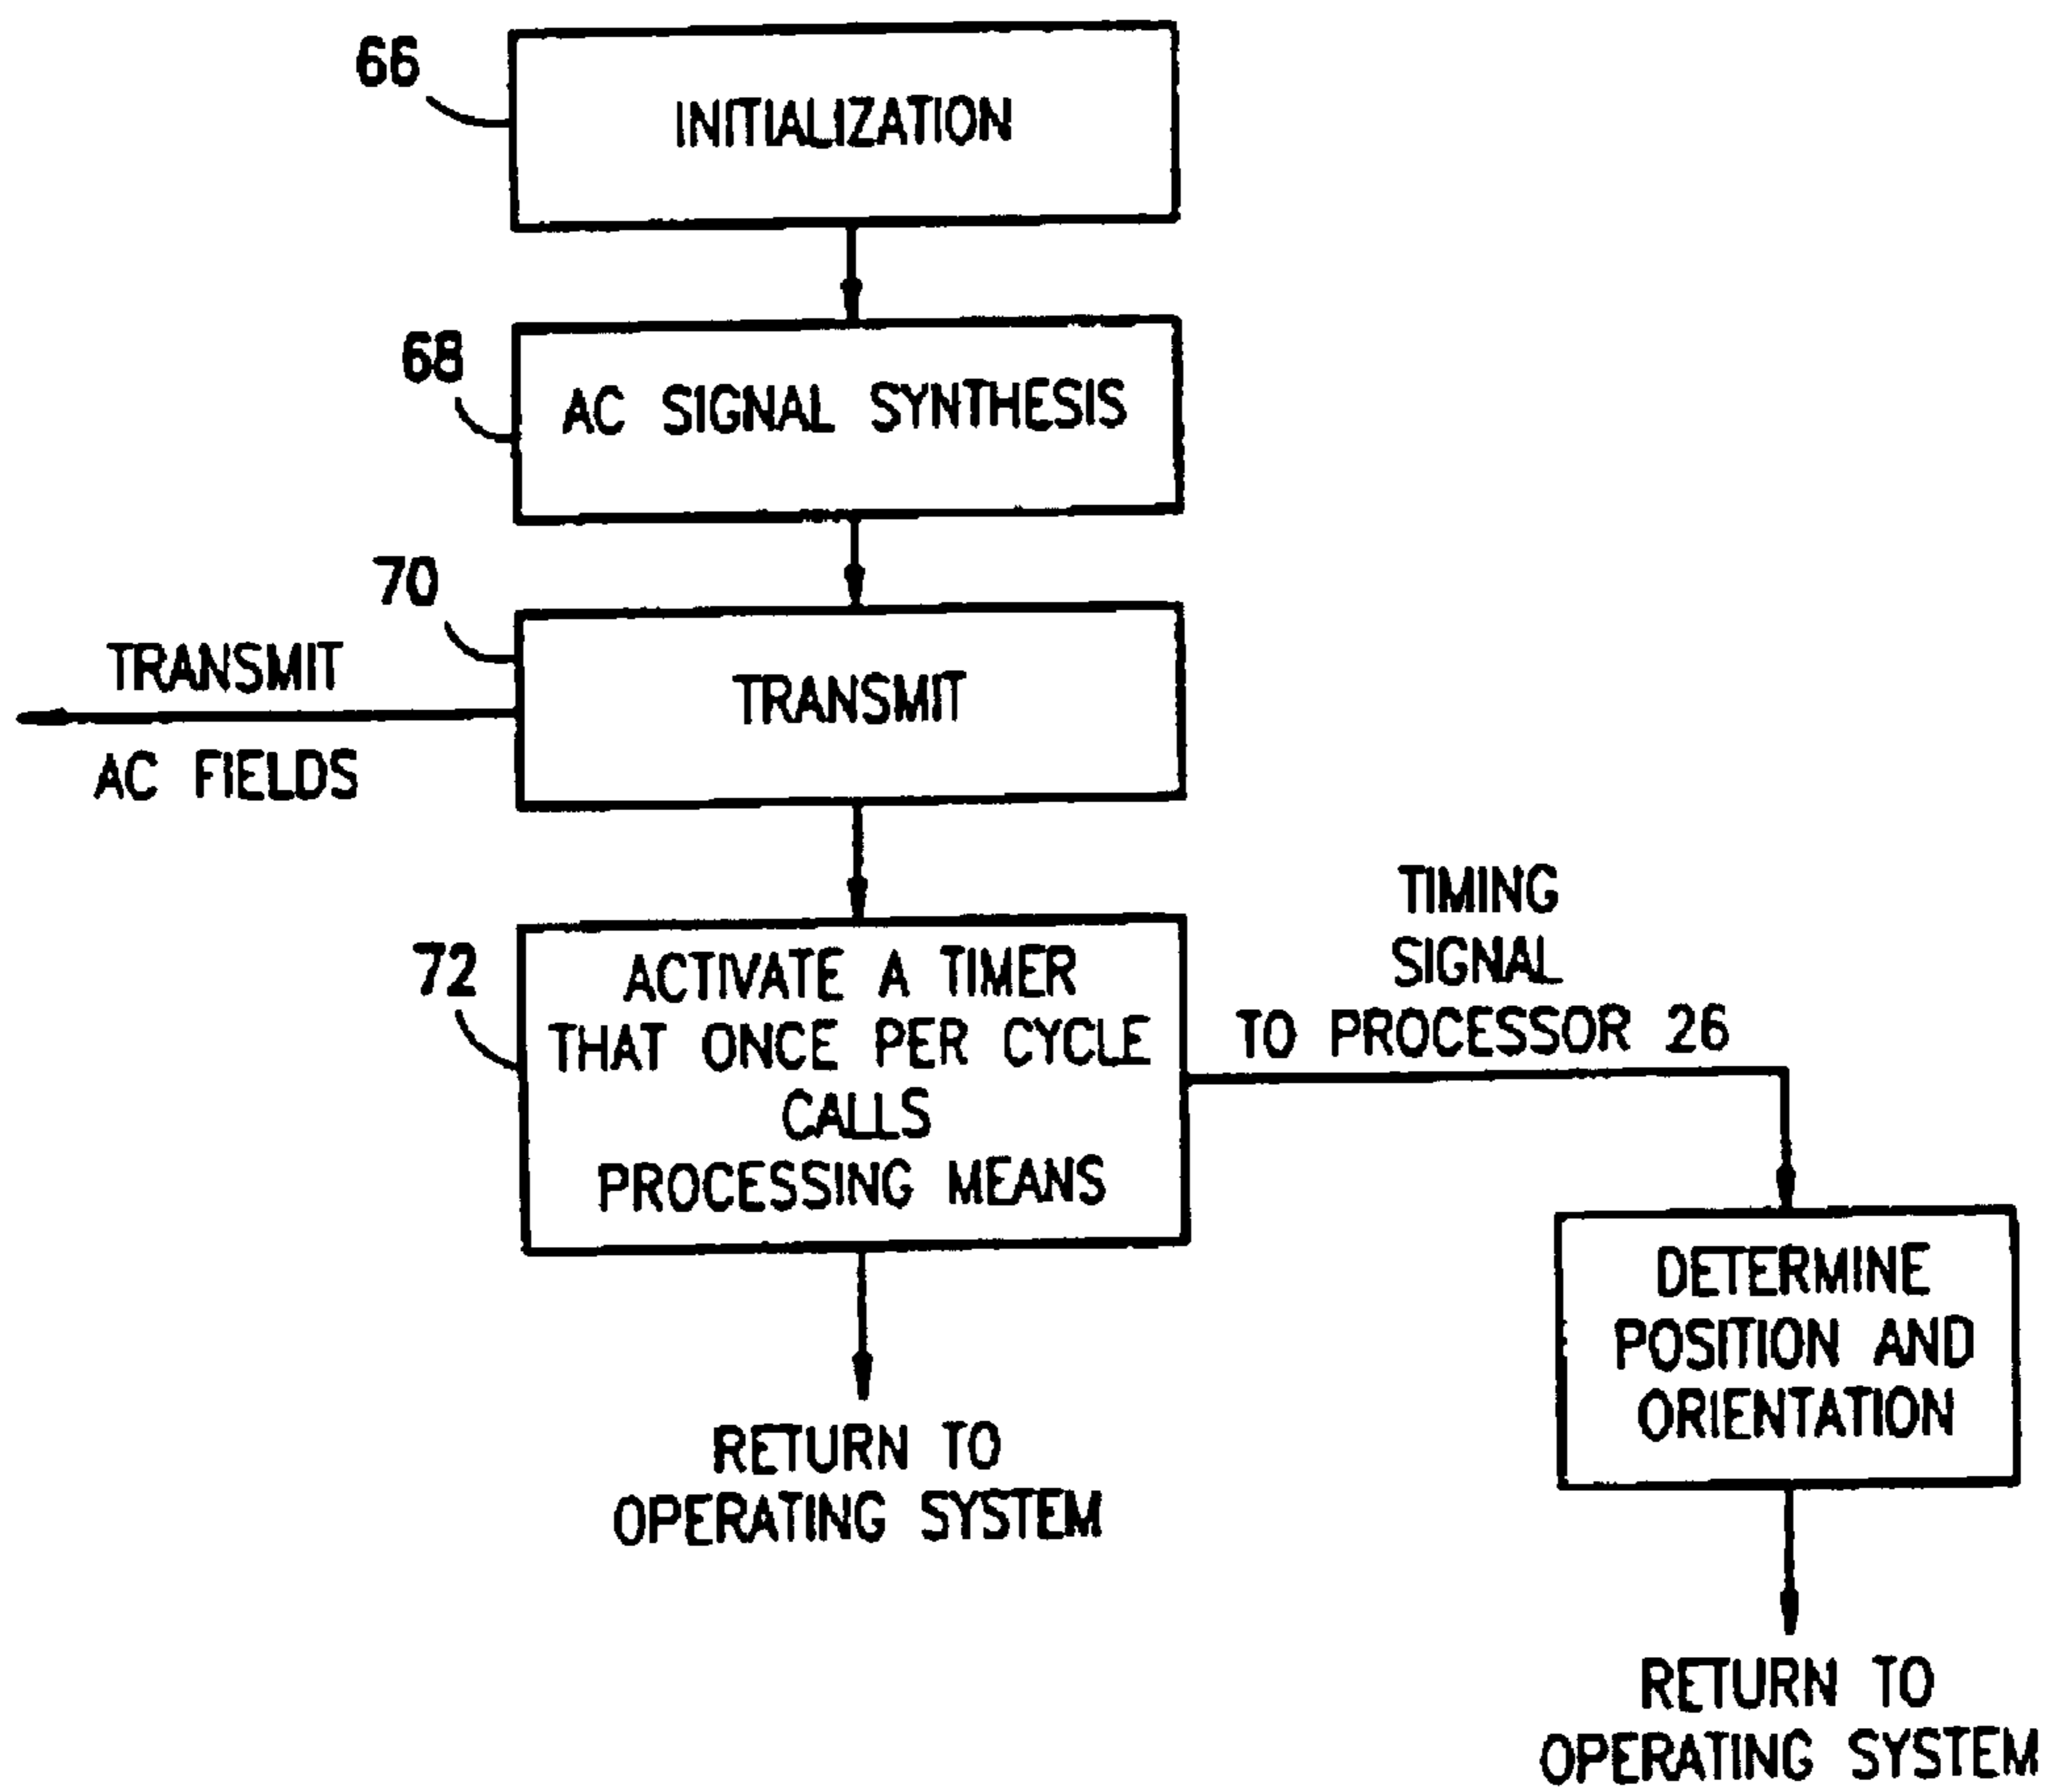 66
INITIALIZATION
68
AC SIGNAL SYNTHESIS
70
TRANSMIT
AC FIELDS
TRANSMIT
72
ACTIVATE A TIMER
THAT ONCE PER CYCLE
CALLS
PROCESSING MEANS
TIMING
SIGNAL
TO PROCESSOR 26
DETERMINE
POSITION AND
ORIENTATION
RETURN TO
OPERATING SYSTEM
RETURN TO
OPERATING SYSTEM